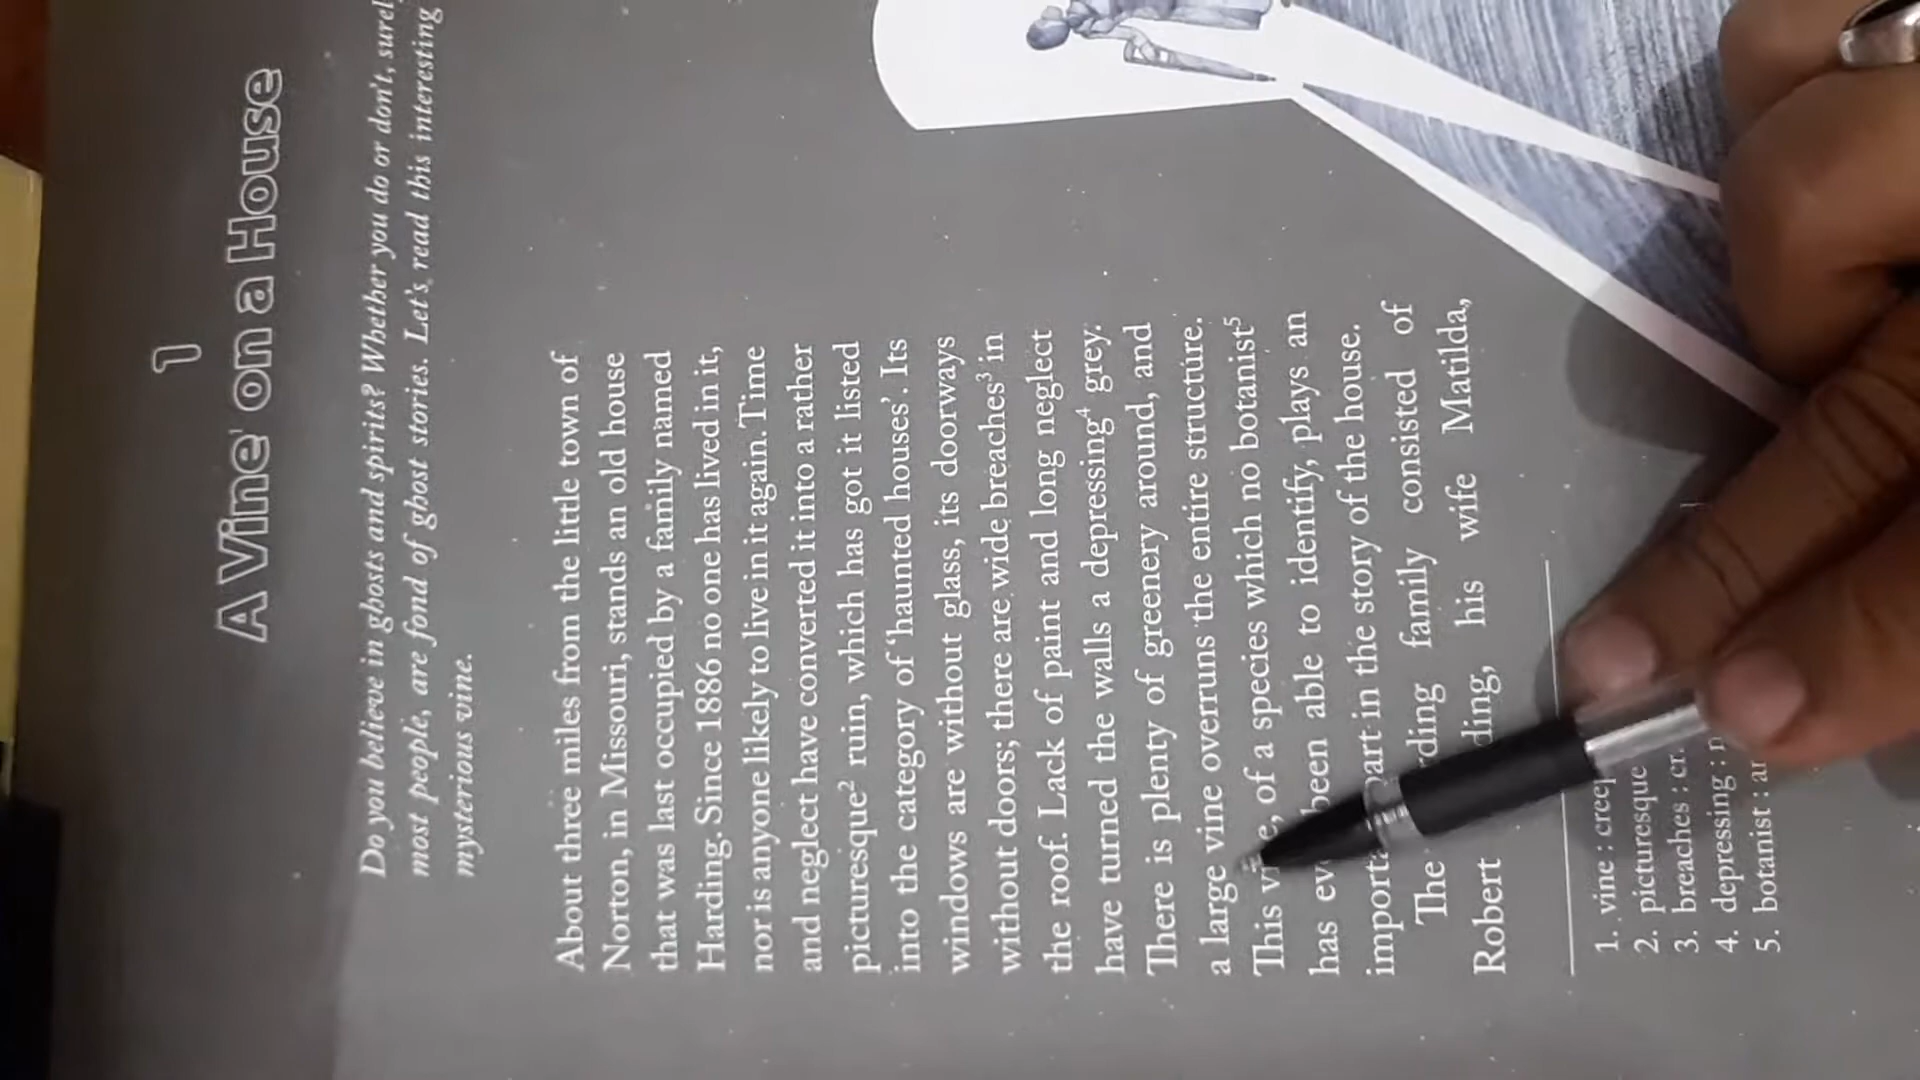 1
A Vine¹ on a House
Do you believe in ghosts and spirits? Whether you do or don't,
most people, are fond of ghost stories. Let's read this interesting
mysterious vine.
About three miles from the little town of
Norton, in Missouri, stands an old house
that was last occupied by a family named
Harding. Since 1886 no one has lived in it,
nor is anyone likely to live in it again. Time
and neglect have converted it into a rather
picturesque² ruin, which has got it listed
into the category of 'haunted houses'. Its
windows are without glass, its doorways
without doors; there are wide breaches³ in
the roof. Lack of paint and long neglect
have turned the walls a depressing⁴ grey.
There is plenty of greenery around, and
a large vine overruns the entire structure.
This vine, of a species which no botanist⁵
has been able to identify, plays an
part in the story of the house.
The family consisted of
Robert his wife Matilda,
1. vine :
2. picturesque
3. breaches :
4. depressing :
5. botanist :